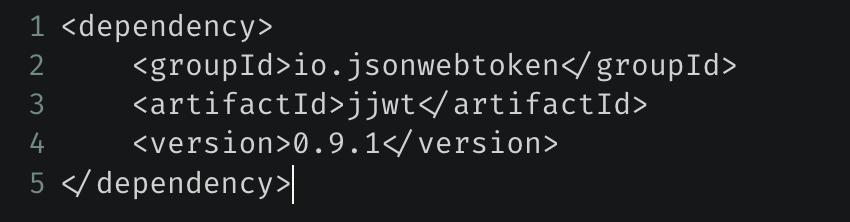 1 <dependency>
2     <groupId>io.jsonwebtoken</groupId>
3     <artifactId>jjwt</artifactId>
4     <version>0.9.1</version>
5 </dependency>